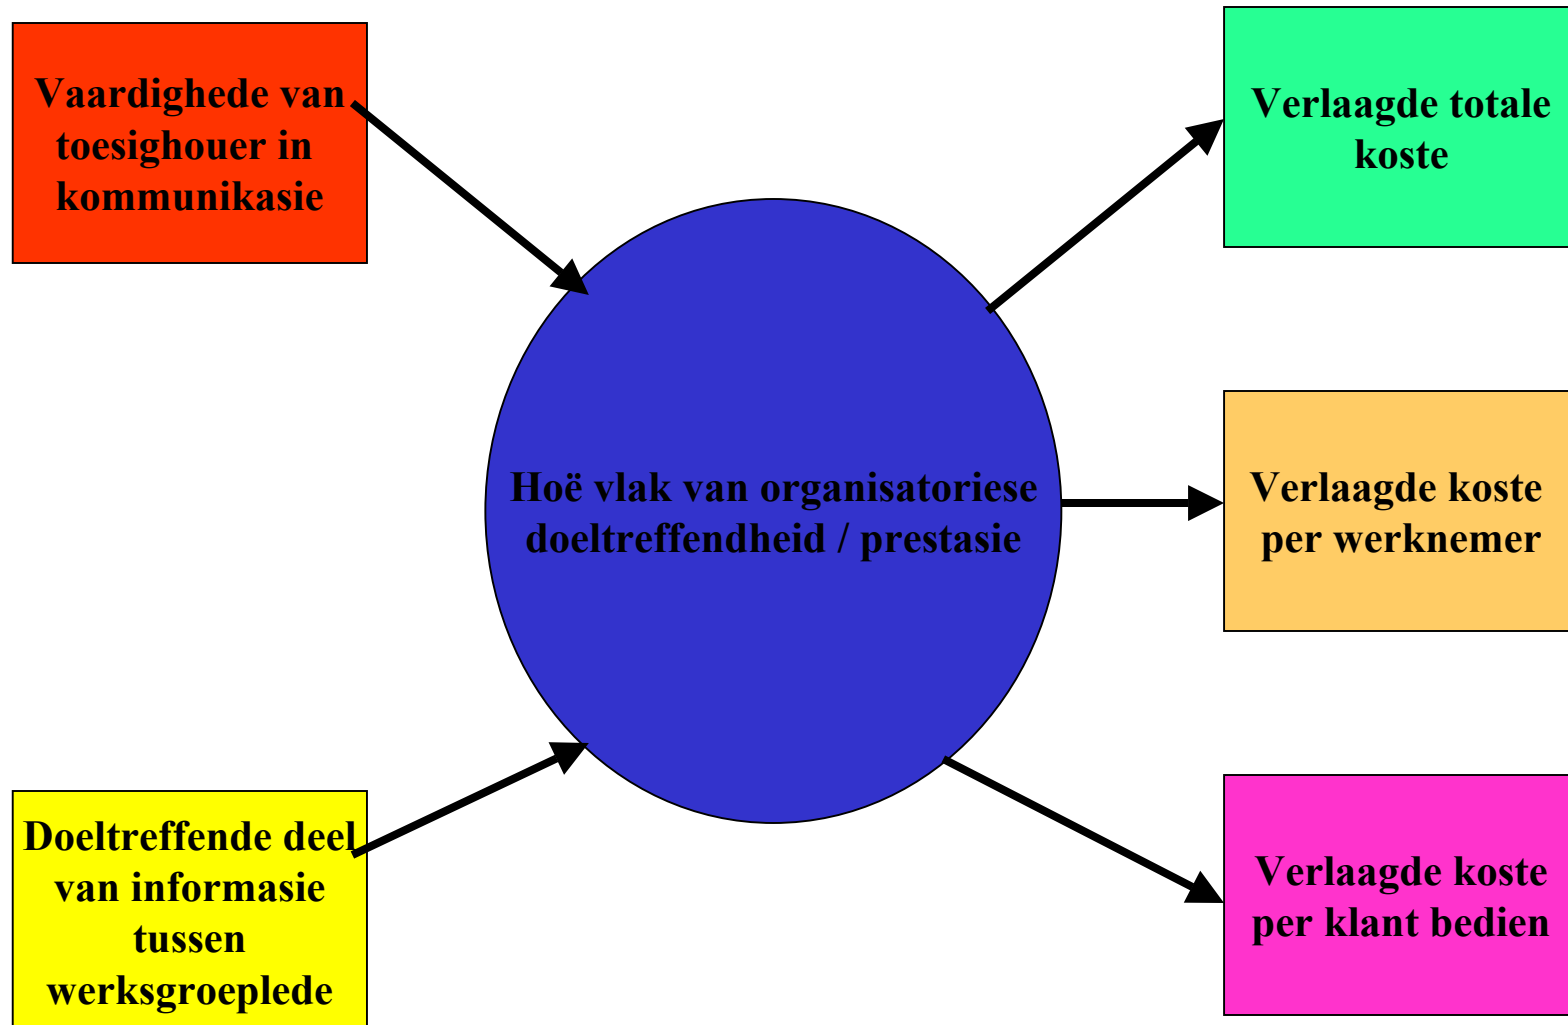 Vaardighede van
toesighouer in
kommunikasie
Doeltreffende deel
van informasie
tussen
werksgroeplede
Hoë vlak van organisatoriese
doeltreffendheid / prestasie
Verlaagde totale
koste
Verlaagde koste
per werknemer
Verlaagde koste
per klant bedien